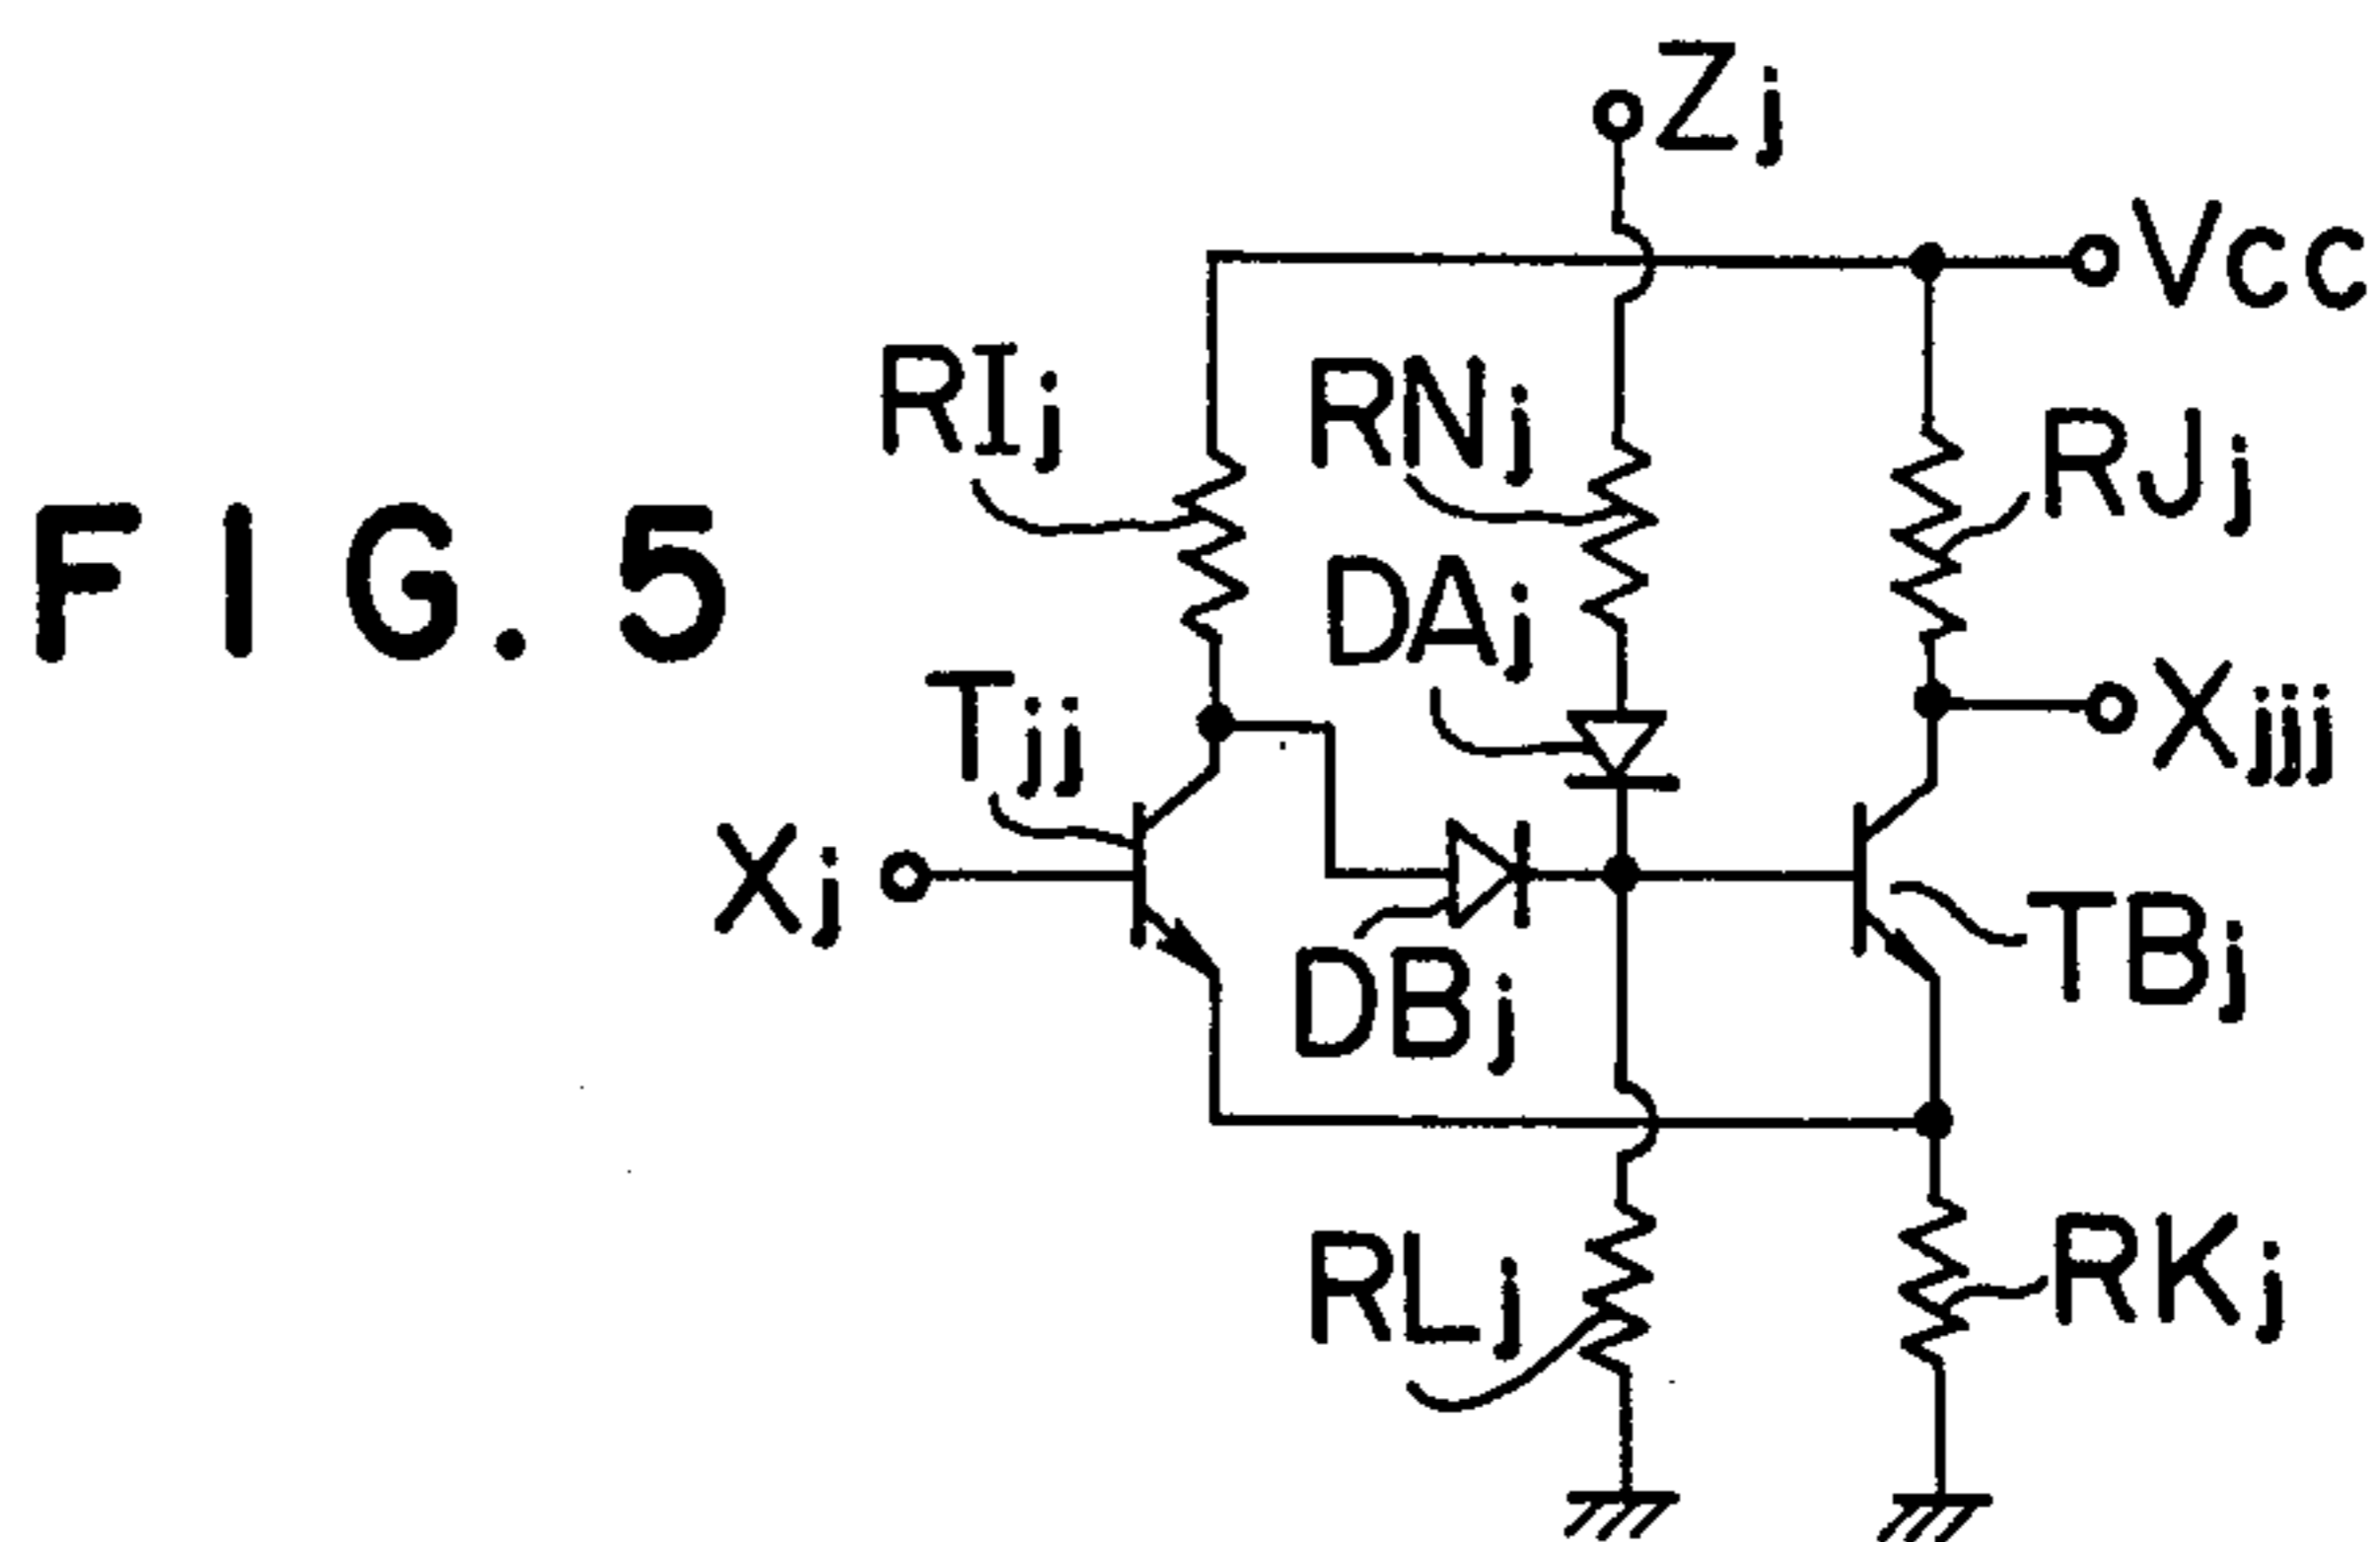 Zj
Vcc
RIj
RNj
RJj
FIG. 5
DAj
Tjj
Xjjj
Xj
TBj
DBj
RLj
RKj